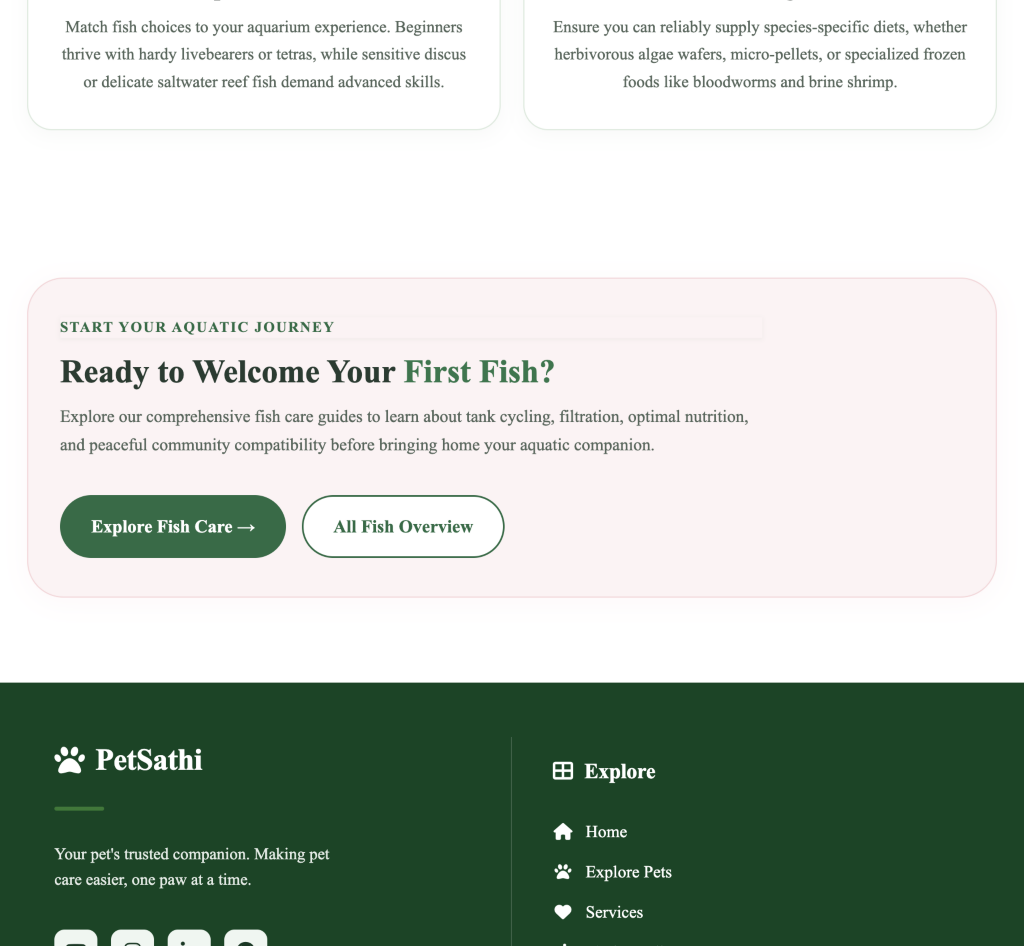 Match fish choices to your aquarium experience. Beginners
thrive with hardy livebearers or tetras, while sensitive discus
or delicate saltwater reef fish demand advanced skills.
Ensure you can reliably supply species-specific diets, whether
herbivorous algae wafers, micro-pellets, or specialized frozen
foods like bloodworms and brine shrimp.
START YOUR AQUATIC JOURNEY
Ready to Welcome Your First Fish?
Explore our comprehensive fish care guides to learn about tank cycling, filtration, optimal nutrition,
and peaceful community compatibility before bringing home your aquatic companion.
Explore Fish Care →
All Fish Overview
PetSathi
Your pet's trusted companion. Making pet
care easier, one paw at a time.
Explore
Home
Explore Pets
Services